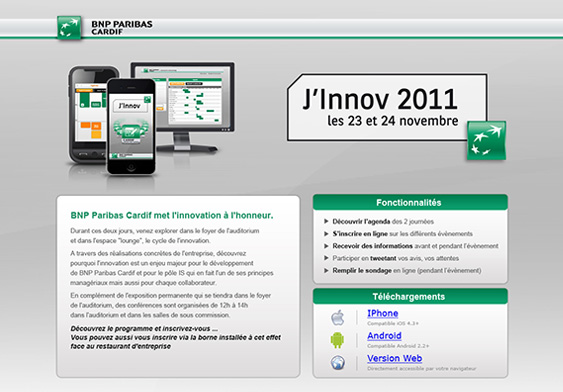 BNP PARIBAS
CARDIF
J'Innov
J'Innov 2011
les 23 et 24 novembre
BNP Paribas Cardif met l'innovation à l'honneur.
Durant ces deux jours, venez explorer dans le foyer de l'auditorium
et dans l'espace "lounge", le cycle de l'innovation.
A travers des réalisations concrètes de l'entreprise, découvrez
pourquoi l'innovation est un enjeu majeur pour le développement
de BNP Paribas Cardif et pour le pôle IS qui en fait l'un de ses principes
managériaux mais aussi pour chaque collaborateur.
En complément de l'exposition permanente qui se tiendra dans le foyer
de l'auditorium, des conférences sont organisées de 12h à 14h
dans l'auditorium et dans les salles de sous commission.
Découvrez le programme et inscrivez-vous ...
Vous pouvez aussi vous inscrire via la borne installée à cet effet
face au restaurant d'entreprise
Fonctionnalités
Découvrir l'agenda des 2 journées
S'inscrire en ligne sur les différents évènements
Recevoir des informations avant et pendant l'évènement
Participer en tweetant vos avis, vos attentes
Remplir le sondage en ligne (pendant l'évènement)
Téléchargements
IPhone
Compatible iOS 4.3+
Android
Compatible Android 2.2+
Version Web
Directement accessible par votre navigateur